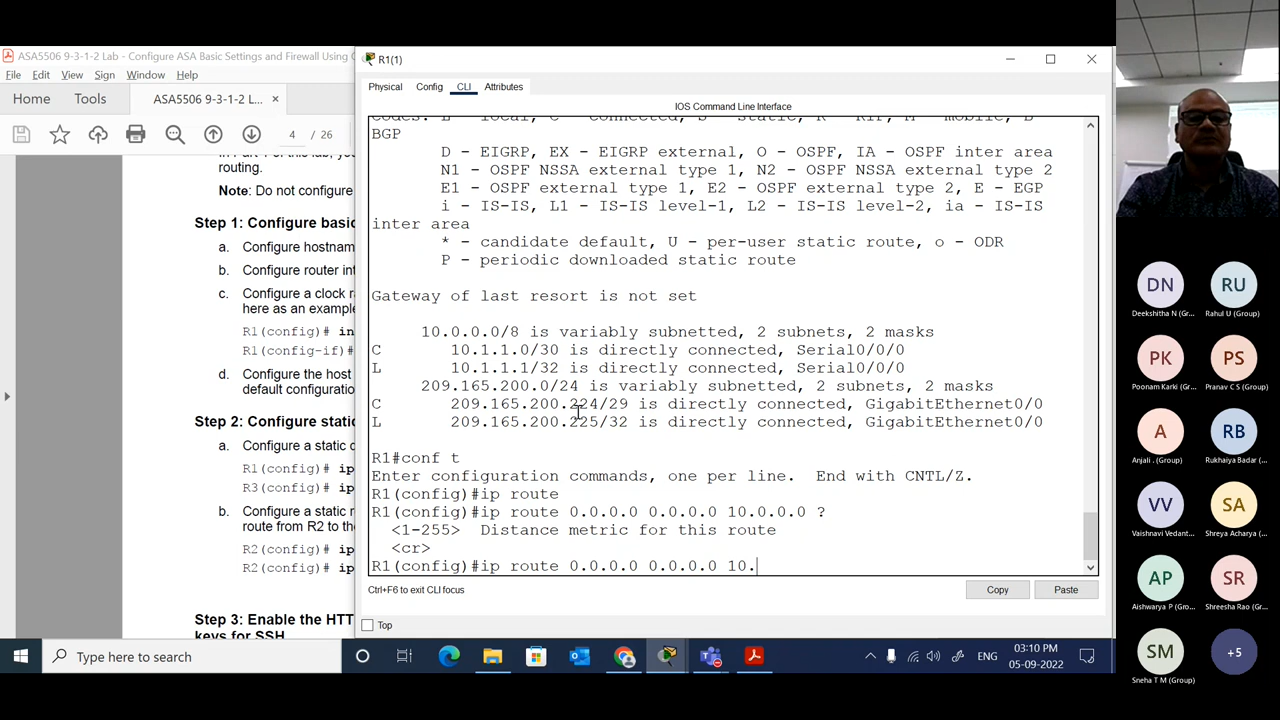 ASA5506 9-3-1-2 Lab - Configure ASA Basic Settings and Firewall Using C
File Edit View Sign Window Help
Home Tools ASA5506 9-3-1-2 L... ×
4 / 26
routing.
Note: Do not configure
Step 1: Configure basic
a. Configure hostnam
b. Configure router int
c. Configure a clock ra
here as an example
R1(config)# in
R1(config-if)#
d. Configure the host
default configuration
Step 2: Configure stati
a. Configure a static d
R1(config)# ip
R3(config)# ip
b. Configure a static r
route from R2 to the
R2(config)# ip
R2(config)# ip
Step 3: Enable the HTT
keys for SSH
R1(1)
Physical Config CLI Attributes
IOS Command Line Interface
Codes: L - local, C - connected, S - static, R - RIP, M - mobile, B -
BGP
D - EIGRP, EX - EIGRP external, O - OSPF, IA - OSPF inter area
N1 - OSPF NSSA external type 1, N2 - OSPF NSSA external type 2
E1 - OSPF external type 1, E2 - OSPF external type 2, E - EGP
i - IS-IS, L1 - IS-IS level-1, L2 - IS-IS level-2, ia - IS-IS
inter area
* - candidate default, U - per-user static route, o - ODR
P - periodic downloaded static route
Gateway of last resort is not set
10.0.0.0/8 is variably subnetted, 2 subnets, 2 masks
C 10.1.1.0/30 is directly connected, Serial0/0/0
L 10.1.1.1/32 is directly connected, Serial0/0/0
209.165.200.0/24 is variably subnetted, 2 subnets, 2 masks
C 209.165.200.224/29 is directly connected, GigabitEthernet0/0
L 209.165.200.225/32 is directly connected, GigabitEthernet0/0
R1#conf t
Enter configuration commands, one per line. End with CNTL/Z.
R1(config)#ip route
R1(config)#ip route 0.0.0.0 0.0.0.0 10.0.0.0 ?
<1-255> Distance metric for this route
<cr>
R1(config)#ip route 0.0.0.0 0.0.0.0 10.
Ctrl+F6 to exit CLI focus
Copy Paste
Top
Type here to search
ENG
03:10 PM
05-09-2022
DN RU
Deekshitha N (Gr... Rahul U (Group)
PK PS
Poonam Karki (Gr... Pranav C S (Group)
A RB
Anjali . (Group) Rukhaiya Badar (...
VV SA
Vaishnavi Vedant... Shreesha Acharya (...
AP SR
Aishwarya P (Gro... Shreesha Rao (Gro...
SM +5
Sneha T M (Group)